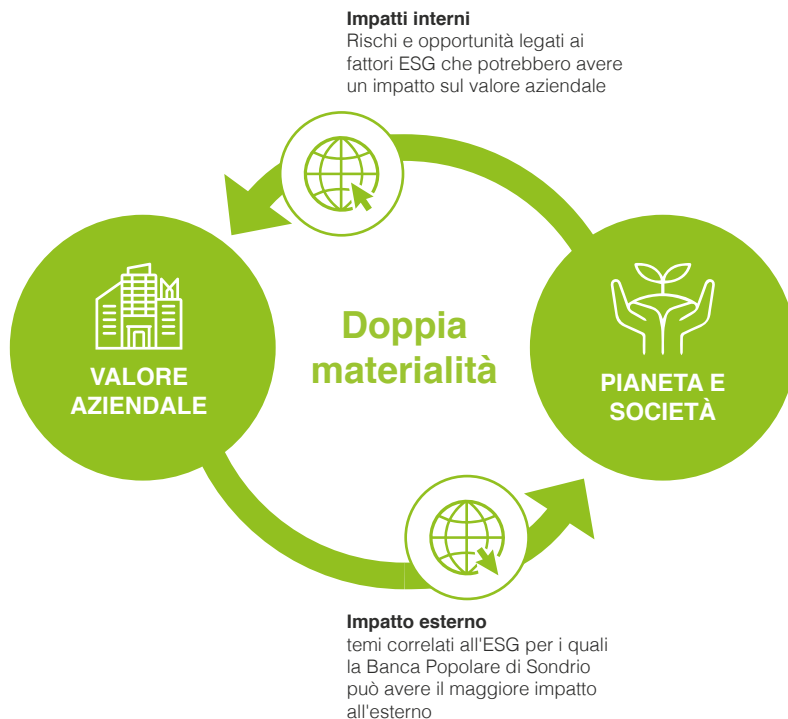 Impatti interni
Rischi e opportunità legati ai
fattori ESG che potrebbero avere
un impatto sul valore aziendale
Doppia
materialità
VALORE
AZIENDALE
PIANETA E
SOCIETÀ
Impatto esterno
temi correlati all'ESG per i quali
la Banca Popolare di Sondrio
può avere il maggiore impatto
all'esterno